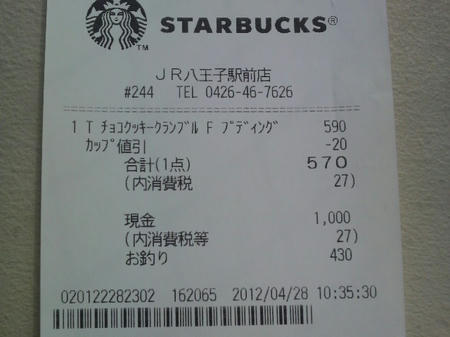 STARBUCKS®
TM
JR八王子駅前店
#244 TEL 0426-46-7626
1 T チョコクッキークランブル F プディング 590
カップ値引 -20
合計(1点) 570
(内消費税 27)
現金 1,000
(内消費税等 27)
お釣り 430
020122282302 162065 2012/04/28 10:35:30